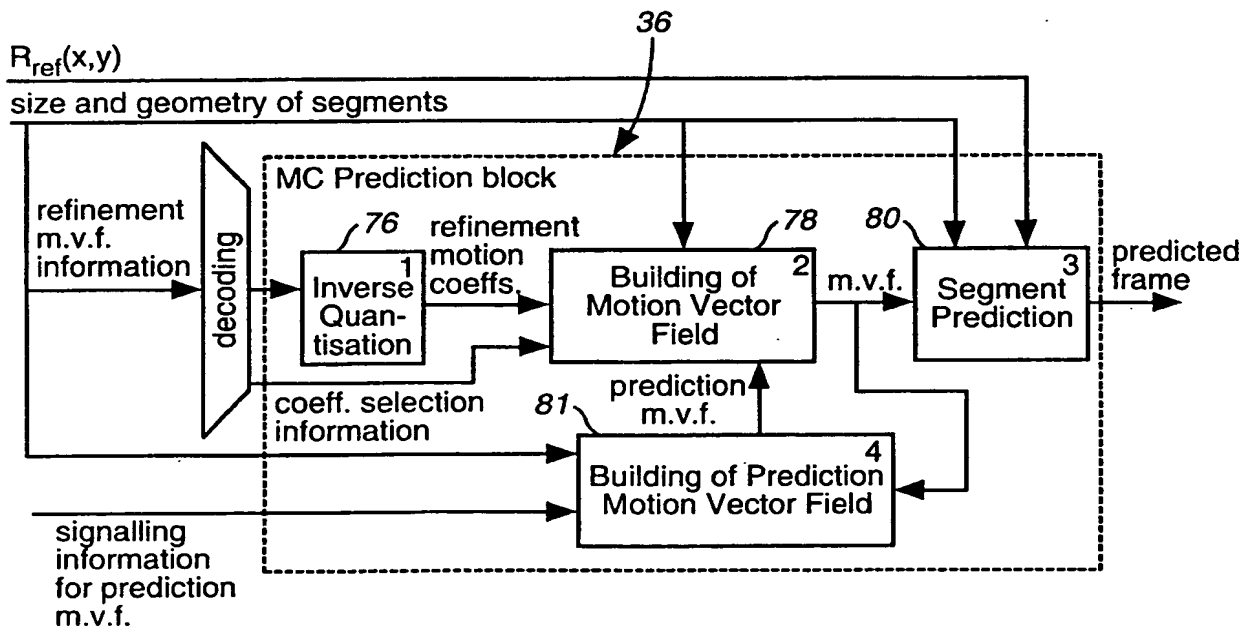 36
R_ref(x,y)
size and geometry of segments
MC Prediction block
refinement
m.v.f.
information
decoding
76
1
Inverse
Quan-
tisation
refinement
motion
coeffs.
78
2
Building of
Motion Vector
Field
m.v.f.
80
3
Segment
Prediction
predicted
frame
coeff. selection
information
prediction
m.v.f.
81
4
Building of Prediction
Motion Vector Field
signalling
information
for prediction
m.v.f.